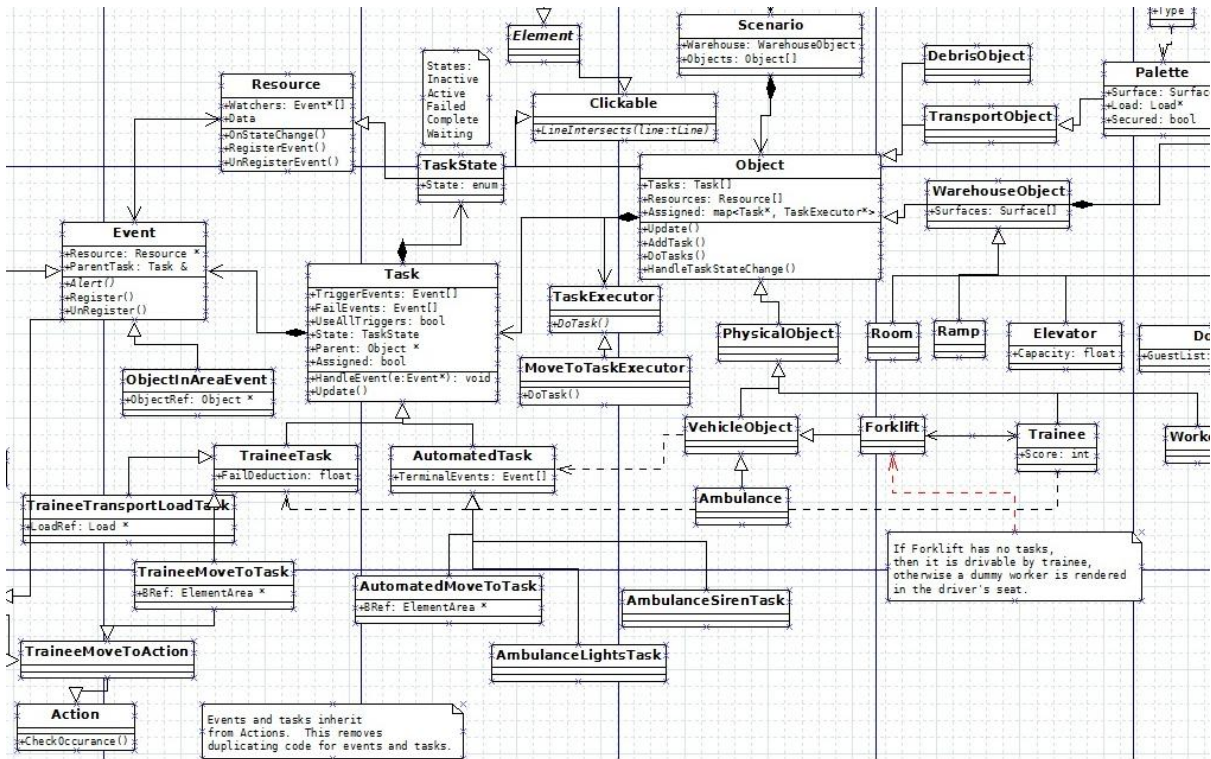 +Type
Element
Scenario
+Warehouse: WarehouseObject
+Objects: Object[]
States:
Inactive
Active
Failed
Complete
Waiting
DebrisObject
Palette
+Surface: Surfac
+Load: Load*
+Secured: bool
Resource
+Watchers: Event*[]
+Data
+OnStateChange()
+RegisterEvent()
+UnRegisterEvent()
Clickable
+LineIntersects(line:tLine)
TransportObject
TaskState
+State: enum
Object
+Tasks: Task[]
+Resources: Resource[]
+Assigned: map<Task*, TaskExecutor*>
+Update()
+AddTask()
+DoTasks()
+HandleTaskStateChange()
WarehouseObject
+Surfaces: Surface[]
Event
+Resource: Resource *
+ParentTask: Task &
+Alert()
+Register()
+UnRegister()
Task
+TriggerEvents: Event[]
+FailEvents: Event[]
+UseAllTriggers: bool
+State: TaskState
+Parent: Object *
+Assigned: bool
+HandleEvent(e:Event*): void
+Update()
TaskExecutor
+DoTask()
PhysicalObject
Room
Ramp
Elevator
+Capacity: float
Do
+GuestList:
MoveToTaskExecutor
+DoTask()
ObjectInAreaEvent
+ObjectRef: Object *
VehicleObject
Forklift
Trainee
+Score: int
Worke
TraineeTask
+FailDeduction: float
AutomatedTask
+TerminalEvents: Event[]
Ambulance
TraineeTransportLoadTask
+LoadRef: Load *
If Forklift has no tasks,
then it is drivable by trainee,
otherwise a dummy worker is rendered
in the driver's seat.
TraineeMoveToTask
+BRef: ElementArea *
AutomatedMoveToTask
+BRef: ElementArea *
AmbulanceSirenTask
TraineeMoveToAction
AmbulanceLightsTask
Action
+CheckOccurance()
Events and tasks inherit
from Actions.  This removes
duplicating code for events and tasks.